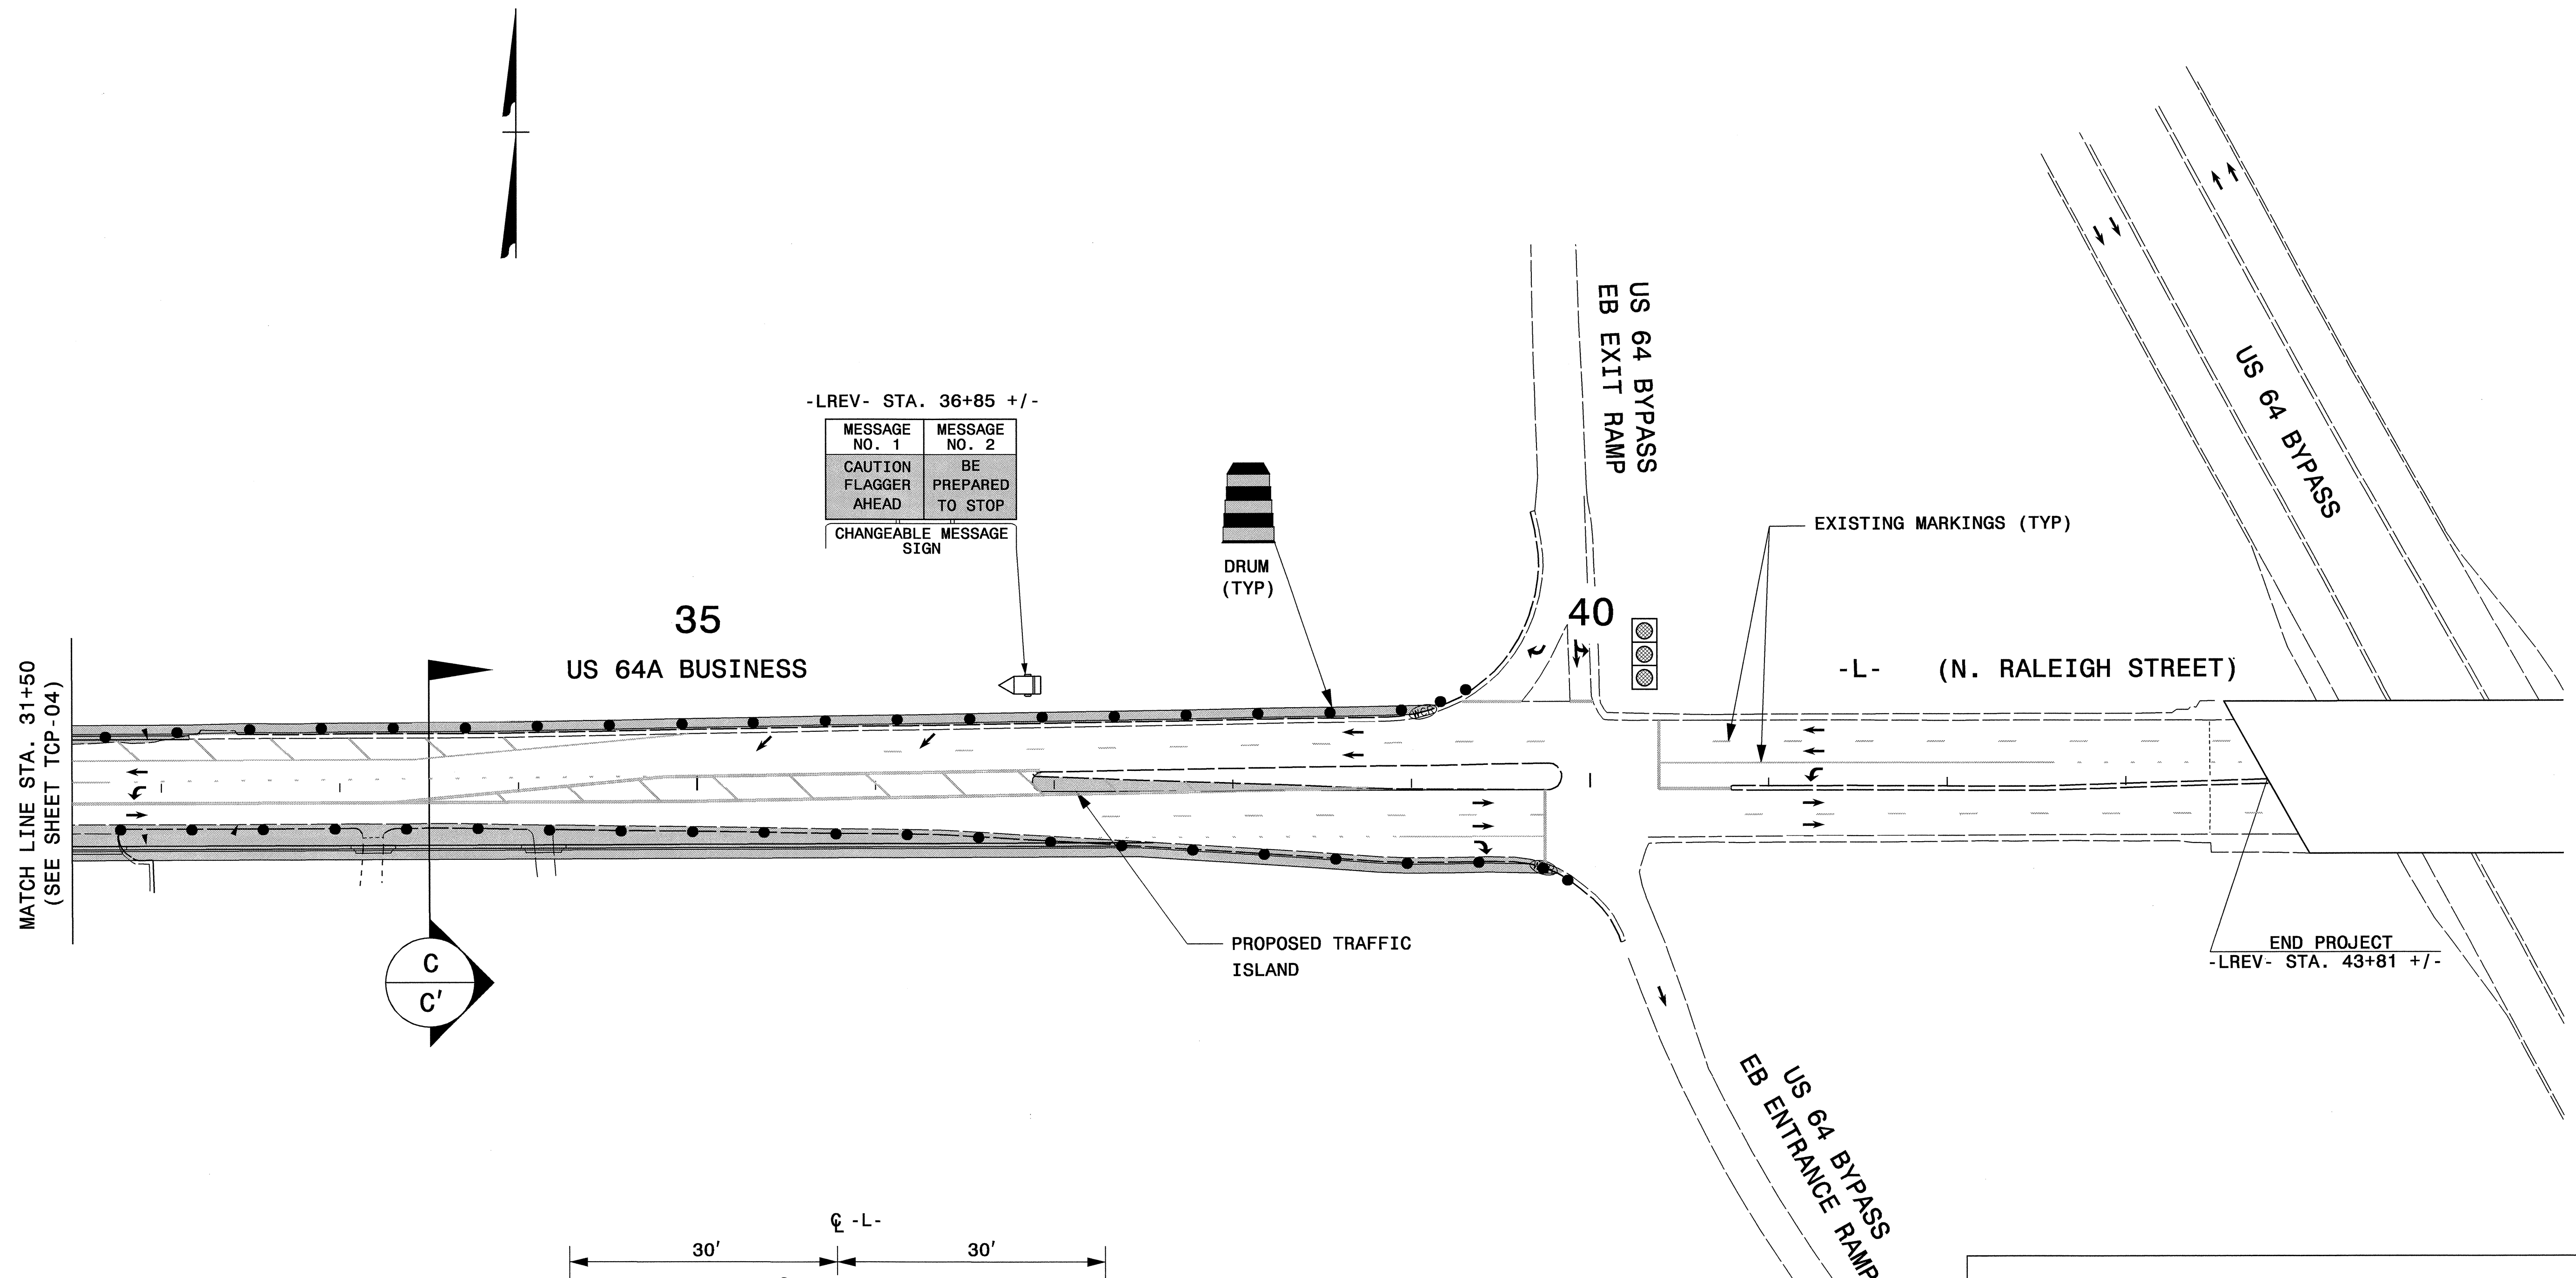 -LREV- STA. 36+85 +/-
MESSAGE NO. 1
MESSAGE NO. 2
CAUTION FLAGGER AHEAD
BE PREPARED TO STOP
CHANGEABLE MESSAGE
SIGN
DRUM
(TYP)
US 64 BYPASS
EB EXIT RAMP
EXISTING MARKINGS (TYP)
US 64 BYPASS
35
40
US 64A BUSINESS
-L- (N. RALEIGH STREET)
MATCH LINE STA. 31+50
(SEE SHEET TCP-04)
PROPOSED TRAFFIC
ISLAND
END PROJECT
-LREV- STA. 43+81 +/-
C
C'
US 64 BYPASS
EB ENTRANCE RAMP
℄ -L-
30'
30'